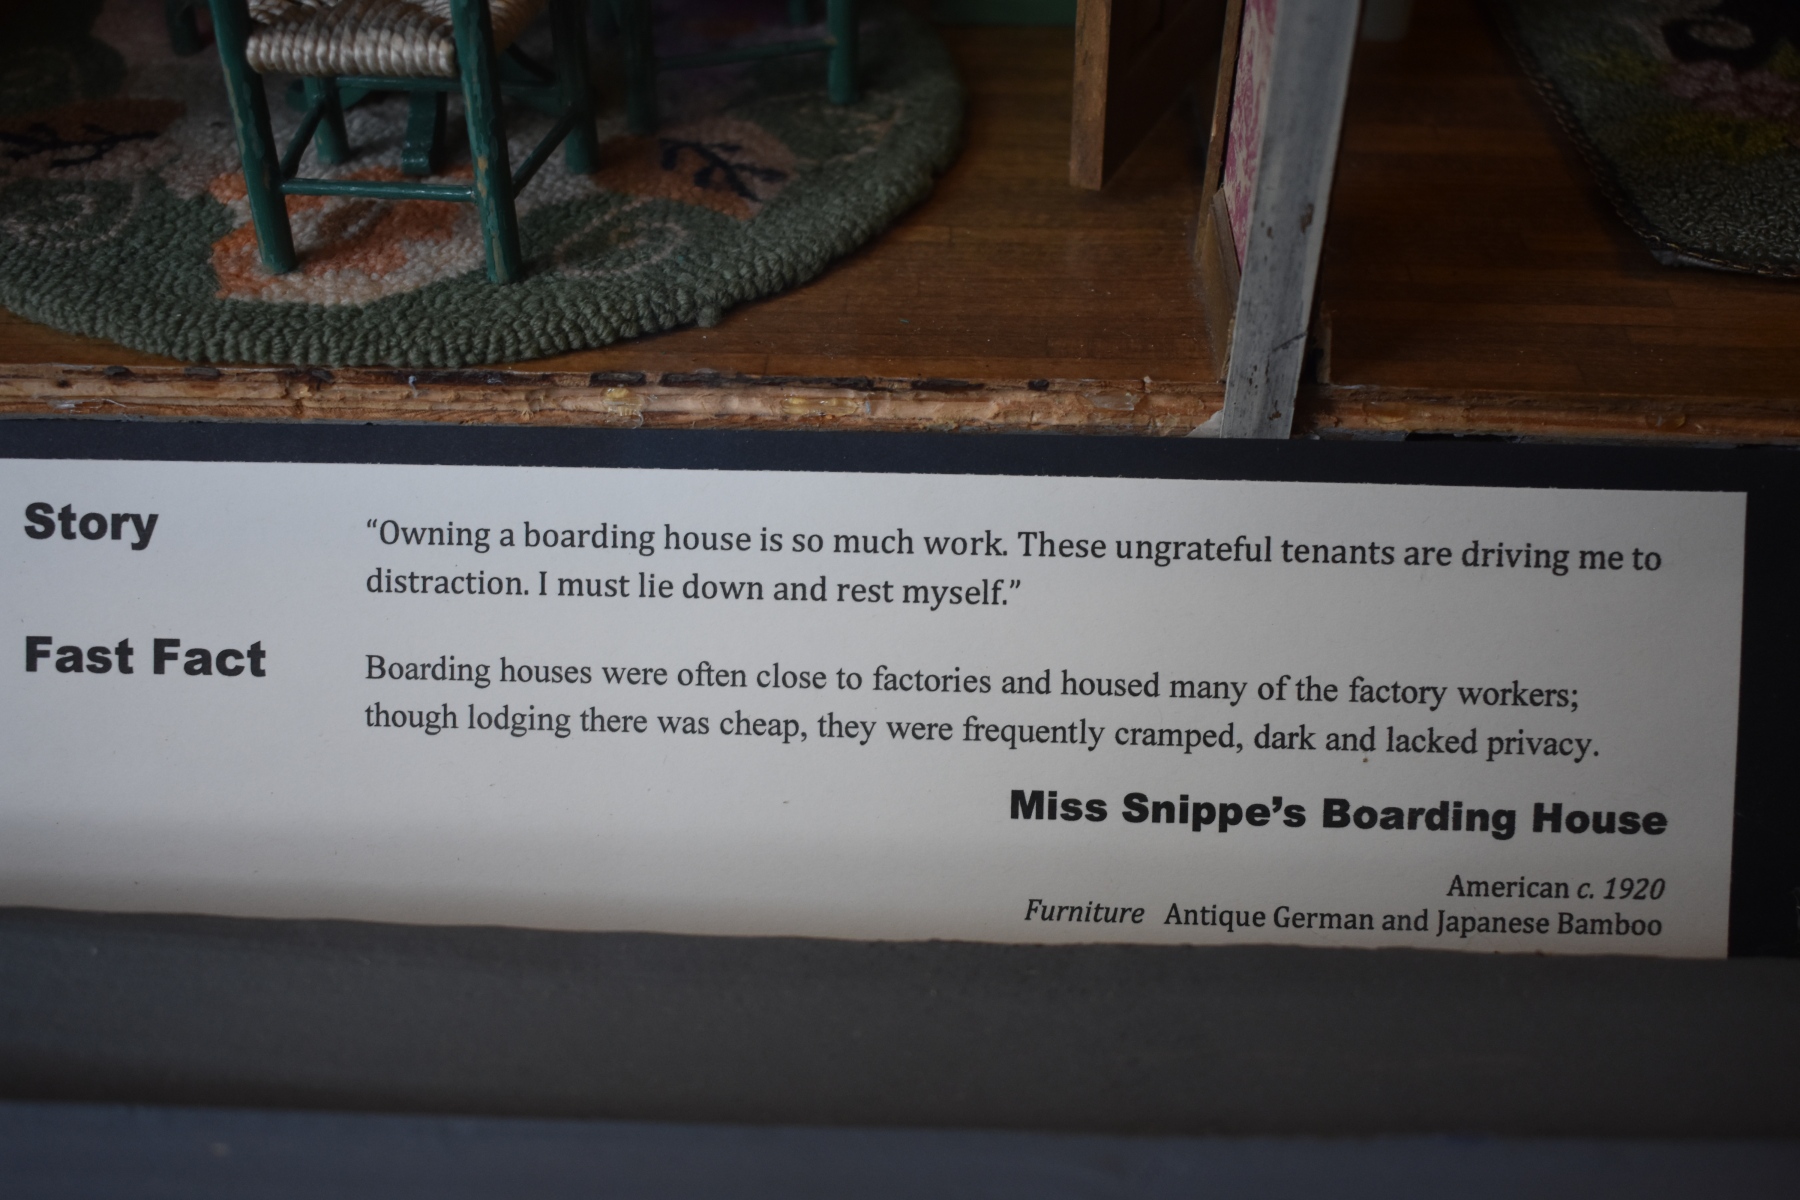 Story
“Owning a boarding house is so much work. These ungrateful tenants are driving me to
distraction. I must lie down and rest myself.”
Fast Fact
Boarding houses were often close to factories and housed many of the factory workers;
though lodging there was cheap, they were frequently cramped, dark and lacked privacy.
Miss Snippe’s Boarding House
American c. 1920
Furniture Antique German and Japanese Bamboo